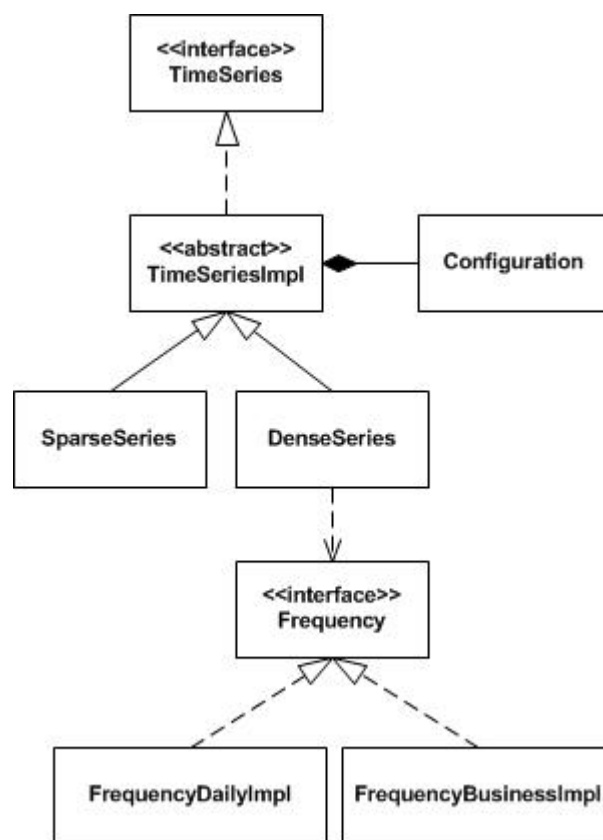 <<interface>>
TimeSeries
<<abstract>>
TimeSeriesImpl
Configuration
SparseSeries
DenseSeries
<<interface>>
Frequency
FrequencyDailyImpl
FrequencyBusinessImpl